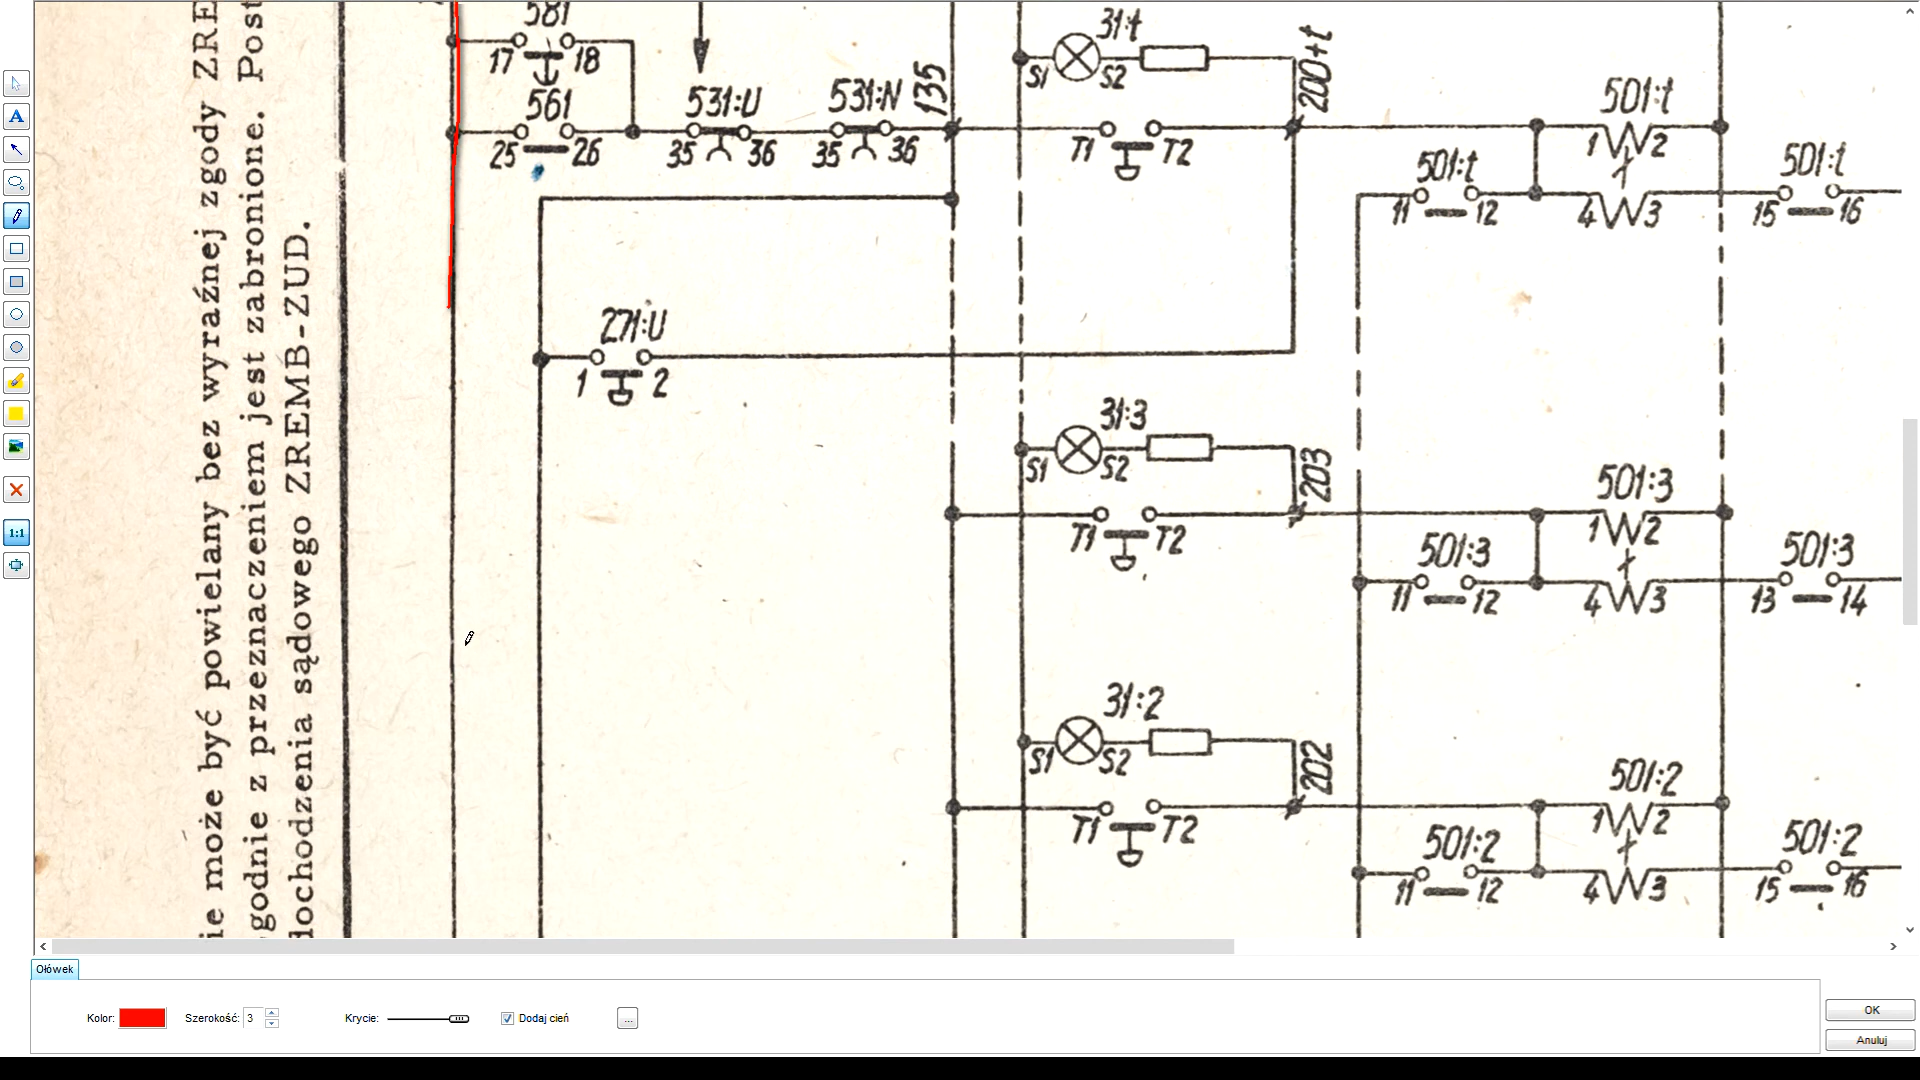 ie może być powielany bez wyraźnej zgody ZRE
godnie z przeznaczeniem jest zabronione. Post
dochodzenia sądowego ZREMB-ZUD.
581
17 18
561
25 26
531:U
35 36
531:N
35 36
135
31:t
S1 S2
200+t
T1 T2
501:t
1 2
501:t
11 12
4 3
501:t
15 16
271:U
1 2
31:3
S1 S2
203
T1 T2
501:3
1 2
501:3
11 12
4 3
501:3
13 14
31:2
S1 S2
202
T1 T2
501:2
1 2
501:2
11 12
4 3
501:2
15 16
A
1:1
Ołówek
Kolor:
Szerokość: 3
Krycie:
Dodaj cień
...
OK
Anuluj